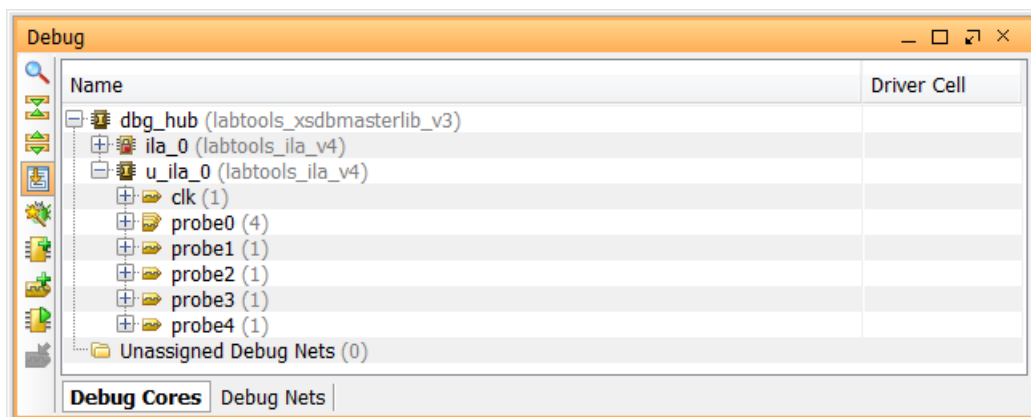 Debug
Name Driver Cell
dbg_hub (labtools_xsdbmasterlib_v3)
ila_0 (labtools_ila_v4)
u_ila_0 (labtools_ila_v4)
clk (1)
probe0 (4)
probe1 (1)
probe2 (1)
probe3 (1)
probe4 (1)
Unassigned Debug Nets (0)
Debug Cores Debug Nets